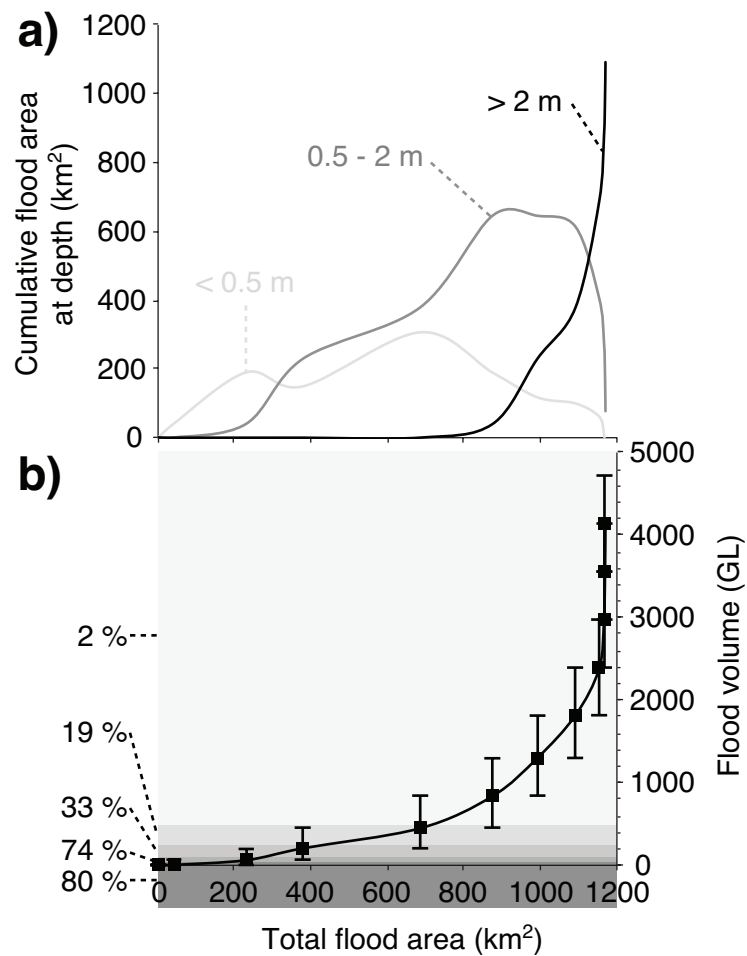 a)
Cumulative flood area
at depth (km²)
1200
1000
800
600
400
200
0
> 2 m
0.5 - 2 m
< 0.5 m
b)
2 %
19 %
33 %
74 %
80 %
5000
4000
3000
2000
1000
0
Flood volume (GL)
0 200 400 600 800 1000 1200
Total flood area (km²)